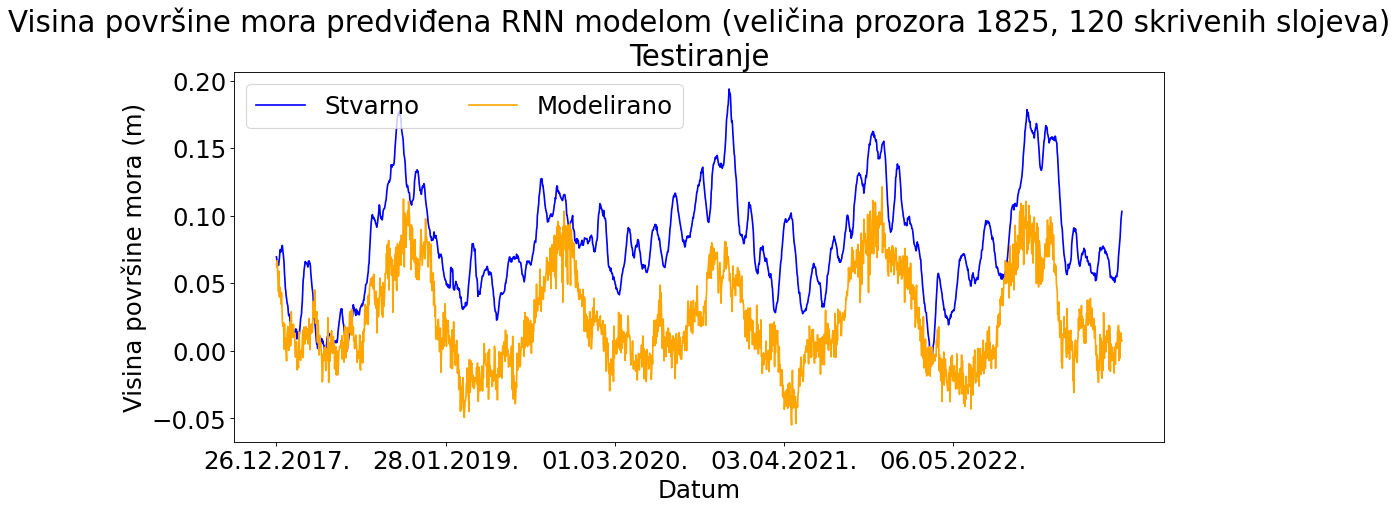 Visina površine mora predviđena RNN modelom (veličina prozora 1825, 120 skrivenih slojeva)
Testiranje
Stvarno Modelirano
Visina površine mora (m)
0.20
0.15
0.10
0.05
0.00
−0.05
26.12.2017. 28.01.2019. 01.03.2020. 03.04.2021. 06.05.2022.
Datum